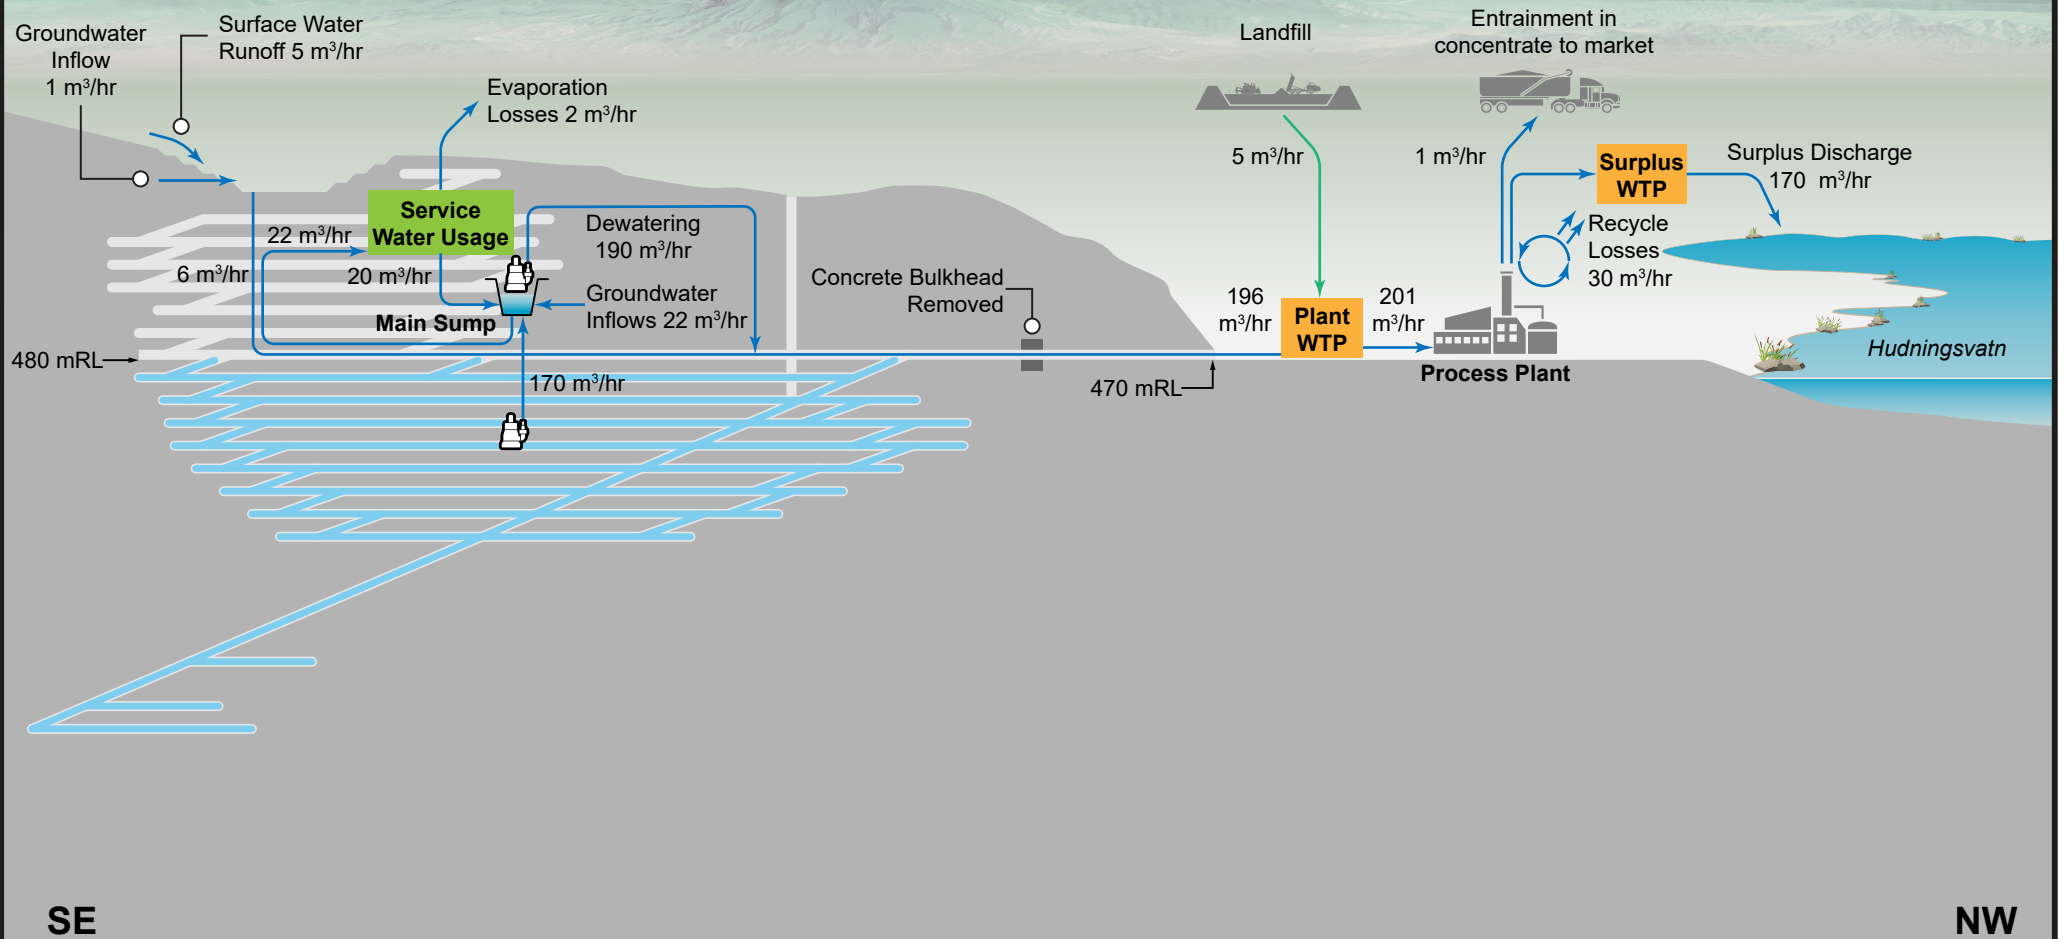 Groundwater
Inflow
1 m³/hr
Surface Water
Runoff 5 m³/hr
Evaporation
Losses 2 m³/hr
Landfill
Entrainment in
concentrate to market
5 m³/hr
1 m³/hr
Surplus
WTP
Surplus Discharge
170 m³/hr
Service
Water Usage
22 m³/hr
6 m³/hr
20 m³/hr
Dewatering
190 m³/hr
Recycle
Losses
30 m³/hr
Concrete Bulkhead
Removed
Groundwater
Inflows 22 m³/hr
Main Sump
196
m³/hr
Plant
WTP
201
m³/hr
Hudningsvatn
480 mRL
170 m³/hr
470 mRL
Process Plant
SE
NW